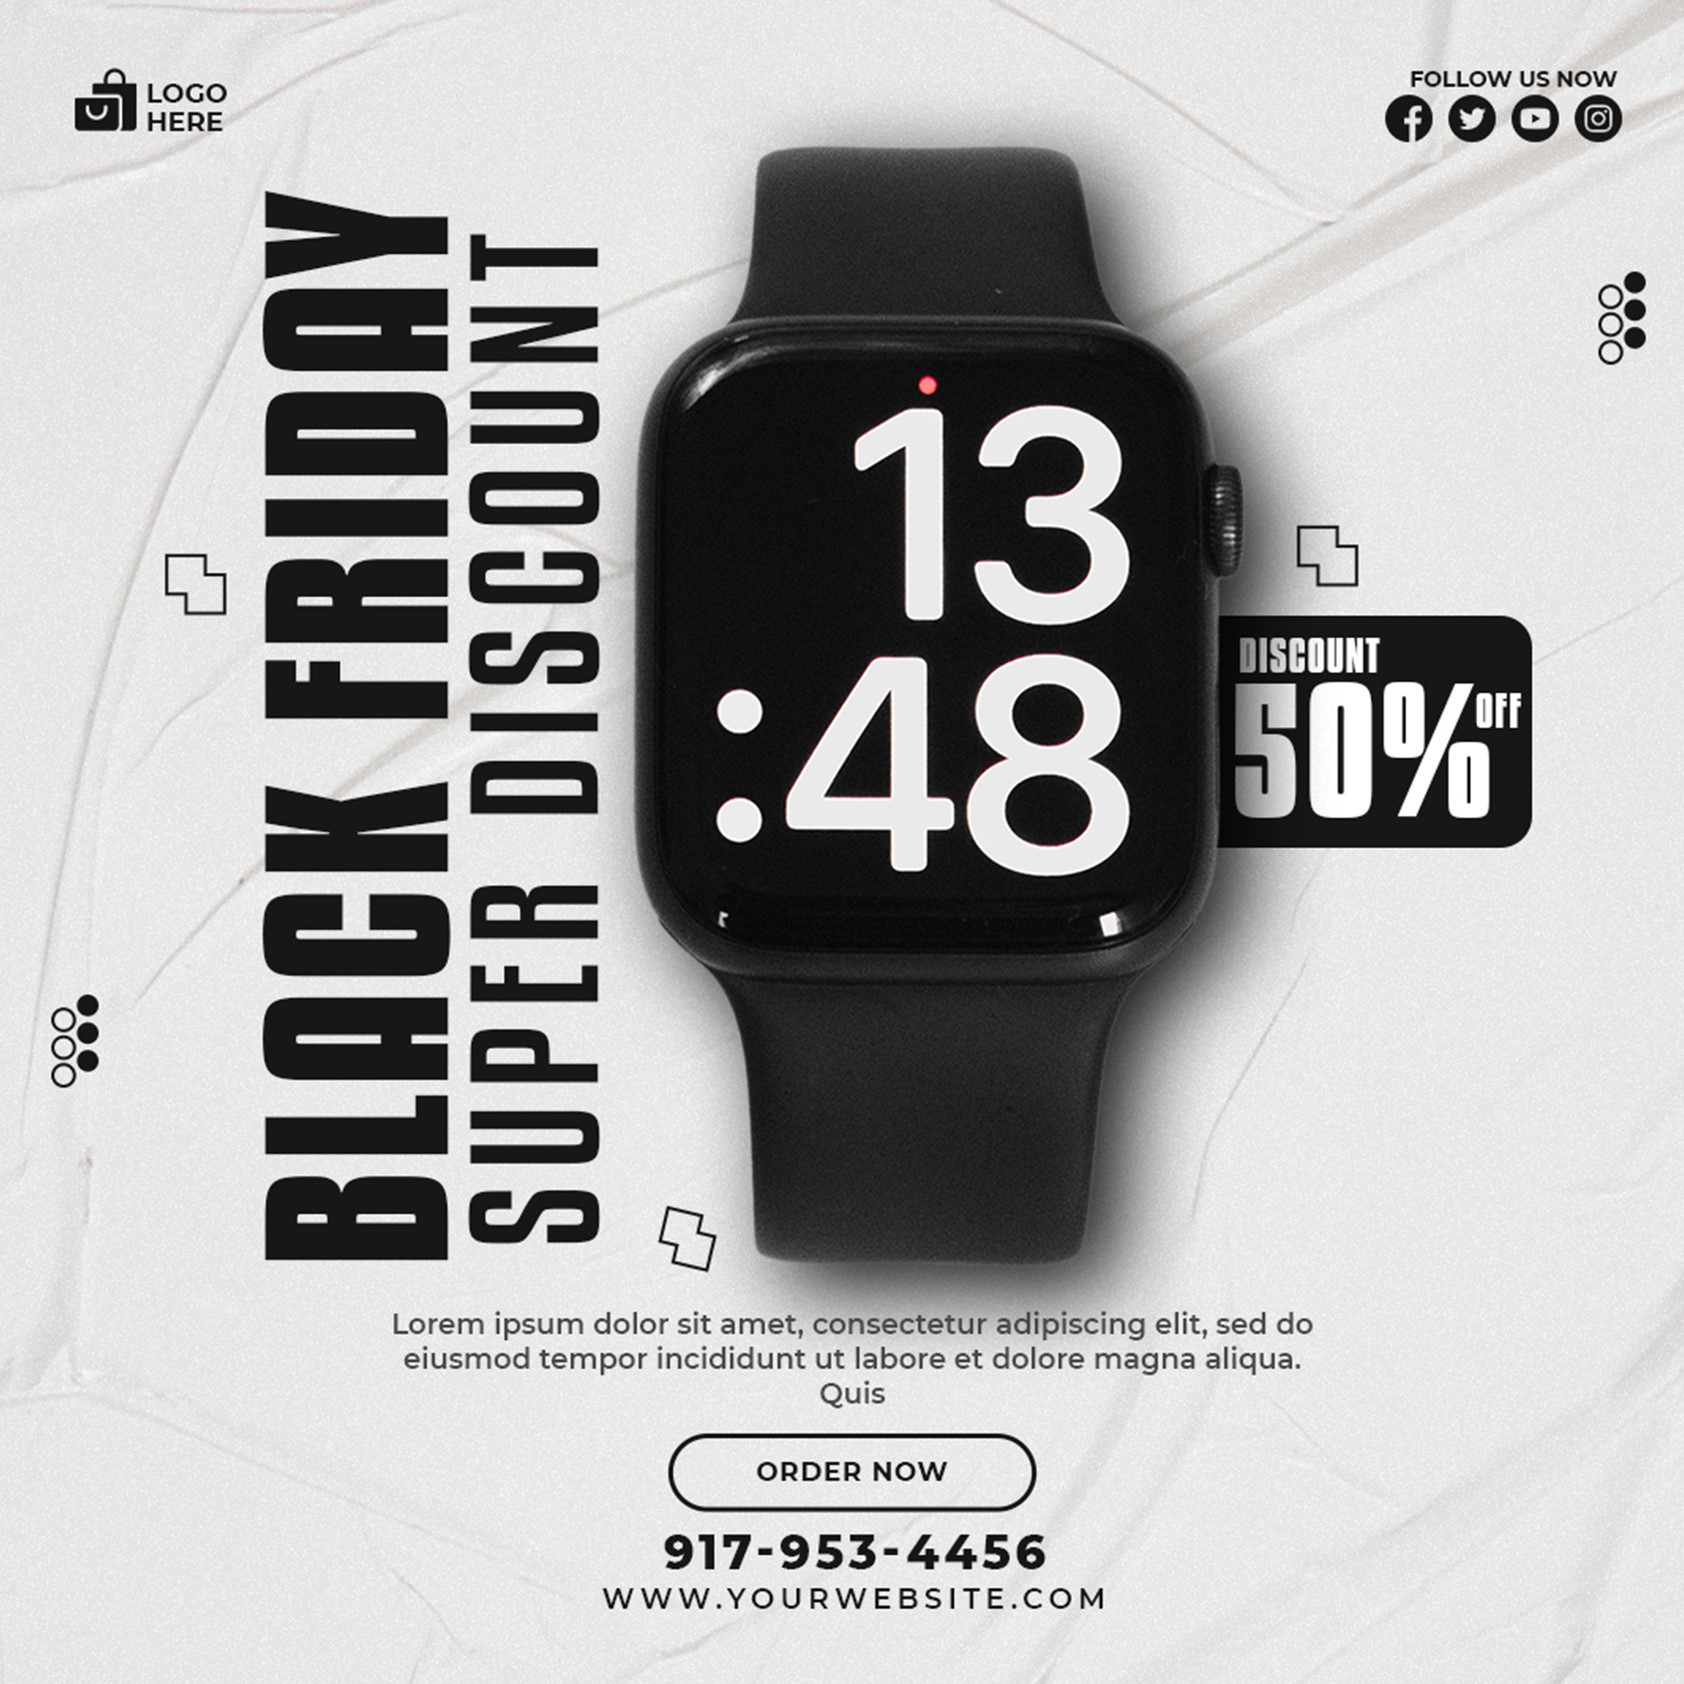 LOGO
HERE
FOLLOW US NOW
BLACK FRIDAY
SUPER DISCOUNT
13
:48
DISCOUNT
50% OFF
Lorem ipsum dolor sit amet, consectetur adipiscing elit, sed do
eiusmod tempor incididunt ut labore et dolore magna aliqua.
Quis
ORDER NOW
917-953-4456
WWW.YOURWEBSITE.COM